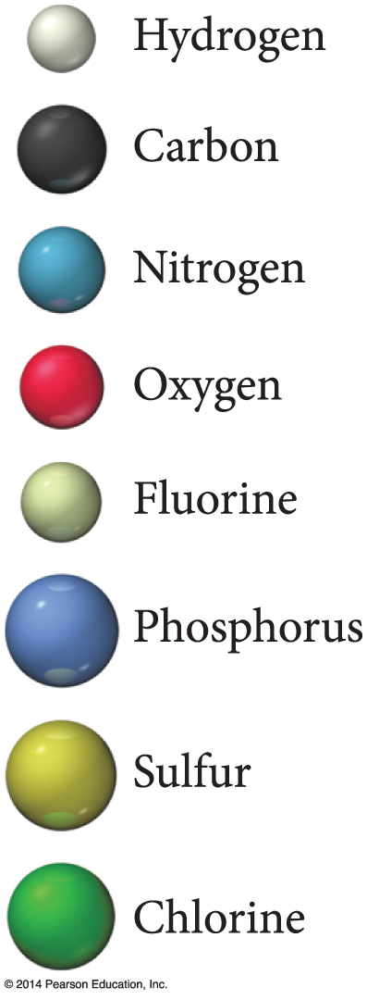 Hydrogen
Carbon
Nitrogen
Oxygen
Fluorine
Phosphorus
Sulfur
Chlorine
© 2014 Pearson Education, Inc.